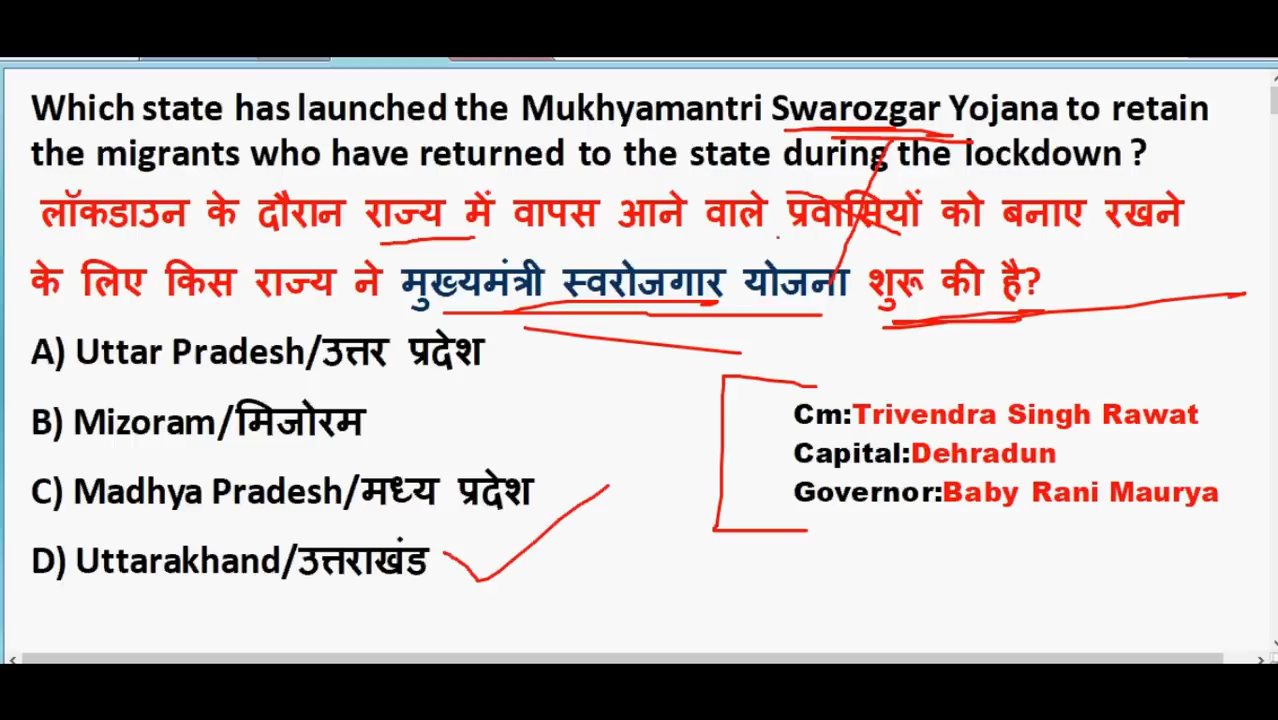 Which state has launched the Mukhyamantri Swarozgar Yojana to retain
the migrants who have returned to the state during the lockdown ?
लॉकडाउन के दौरान राज्य में वापस आने वाले प्रवासियों को बनाए रखने
के लिए किस राज्य ने मुख्यमंत्री स्वरोजगार योजना शुरू की है?
A) Uttar Pradesh/उत्तर प्रदेश
B) Mizoram/मिजोरम
C) Madhya Pradesh/मध्य प्रदेश
D) Uttarakhand/उत्तराखंड
Cm:Trivendra Singh Rawat
Capital:Dehradun
Governor:Baby Rani Maurya